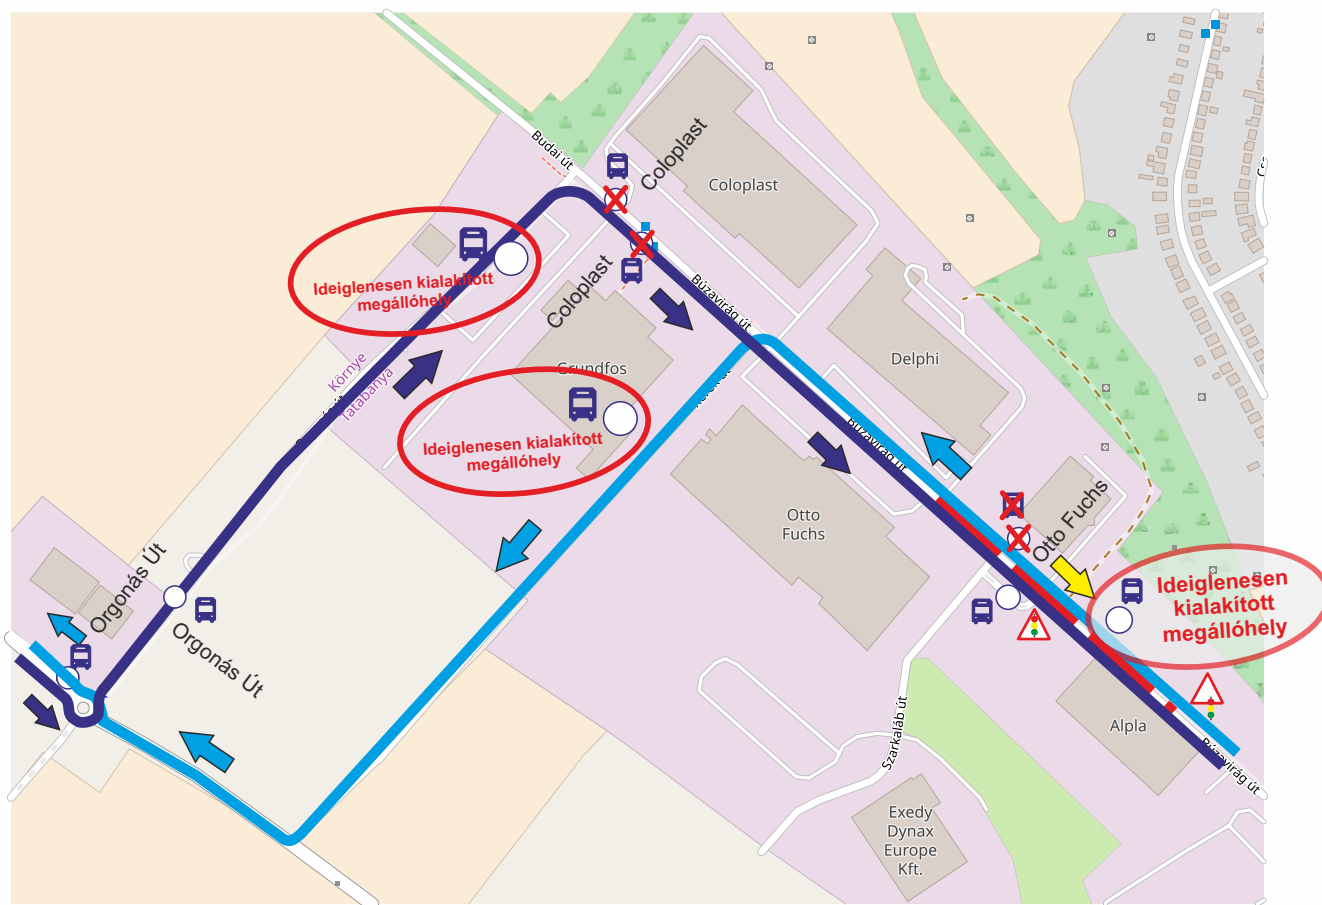 Budai út
Coloplast
Coloplast
Csa
Ideiglenesen kialakított
megállóhely
Coloplast
Búzavirág út
Környe
Tatabánya
Grundfos
Delphi
Ideiglenesen kialakított
megállóhely
Búzavirág út
Otto
Fuchs
Otto Fuchs
Orgonás Út
Orgonás Út
Ideiglenesen
kialakított
megállóhely
Szarkaláb út
Alpla
Búzavirág út
Exedy
Dynax
Europe
Kft.